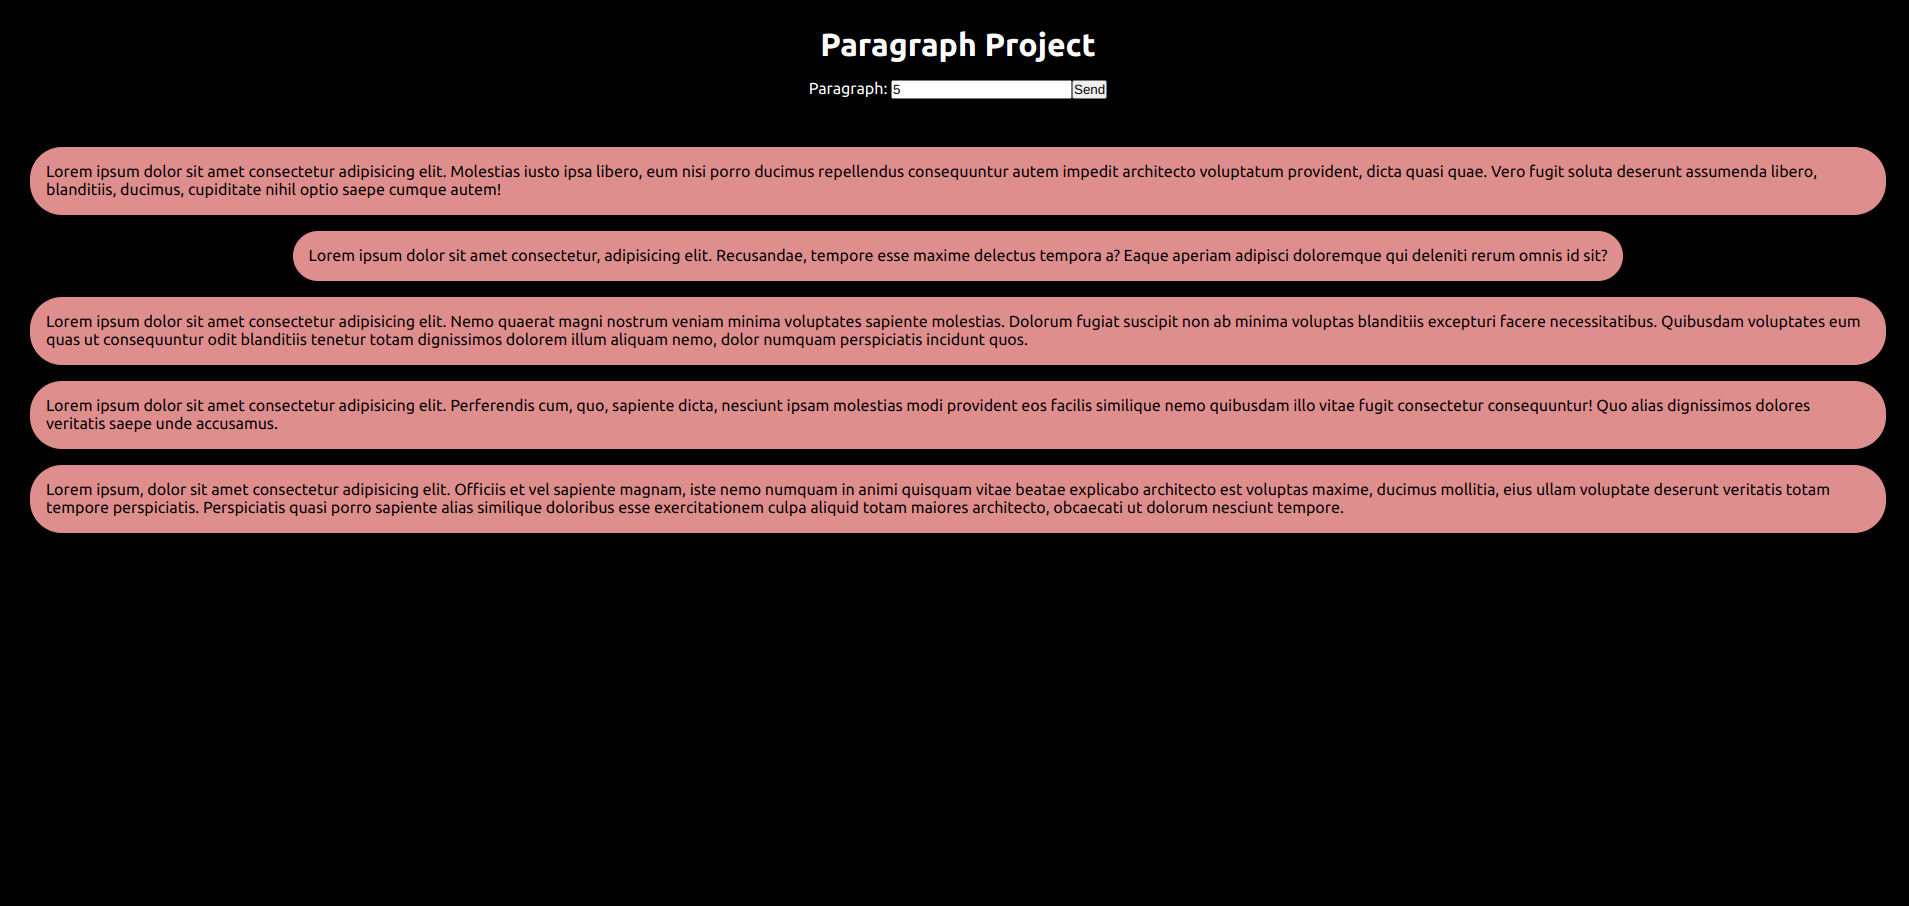 Paragraph Project
Paragraph: 5 Send
Lorem ipsum dolor sit amet consectetur adipisicing elit. Molestias iusto ipsa libero, eum nisi porro ducimus repellendus consequuntur autem impedit architecto voluptatum provident, dicta quasi quae. Vero fugit soluta deserunt assumenda libero,
blanditiis, ducimus, cupiditate nihil optio saepe cumque autem!
Lorem ipsum dolor sit amet consectetur, adipisicing elit. Recusandae, tempore esse maxime delectus tempora a? Eaque aperiam adipisci doloremque qui deleniti rerum omnis id sit?
Lorem ipsum dolor sit amet consectetur adipisicing elit. Nemo quaerat magni nostrum veniam minima voluptates sapiente molestias. Dolorum fugiat suscipit non ab minima voluptas blanditiis excepturi facere necessitatibus. Quibusdam voluptates eum
quas ut consequuntur odit blanditiis tenetur totam dignissimos dolorem illum aliquam nemo, dolor numquam perspiciatis incidunt quos.
Lorem ipsum dolor sit amet consectetur adipisicing elit. Perferendis cum, quo, sapiente dicta, nesciunt ipsam molestias modi provident eos facilis similique nemo quibusdam illo vitae fugit consectetur consequuntur! Quo alias dignissimos dolores
veritatis saepe unde accusamus.
Lorem ipsum, dolor sit amet consectetur adipisicing elit. Officiis et vel sapiente magnam, iste nemo numquam in animi quisquam vitae beatae explicabo architecto est voluptas maxime, ducimus mollitia, eius ullam voluptate deserunt veritatis totam
tempore perspiciatis. Perspiciatis quasi porro sapiente alias similique doloribus esse exercitationem culpa aliquid totam maiores architecto, obcaecati ut dolorum nesciunt tempore.